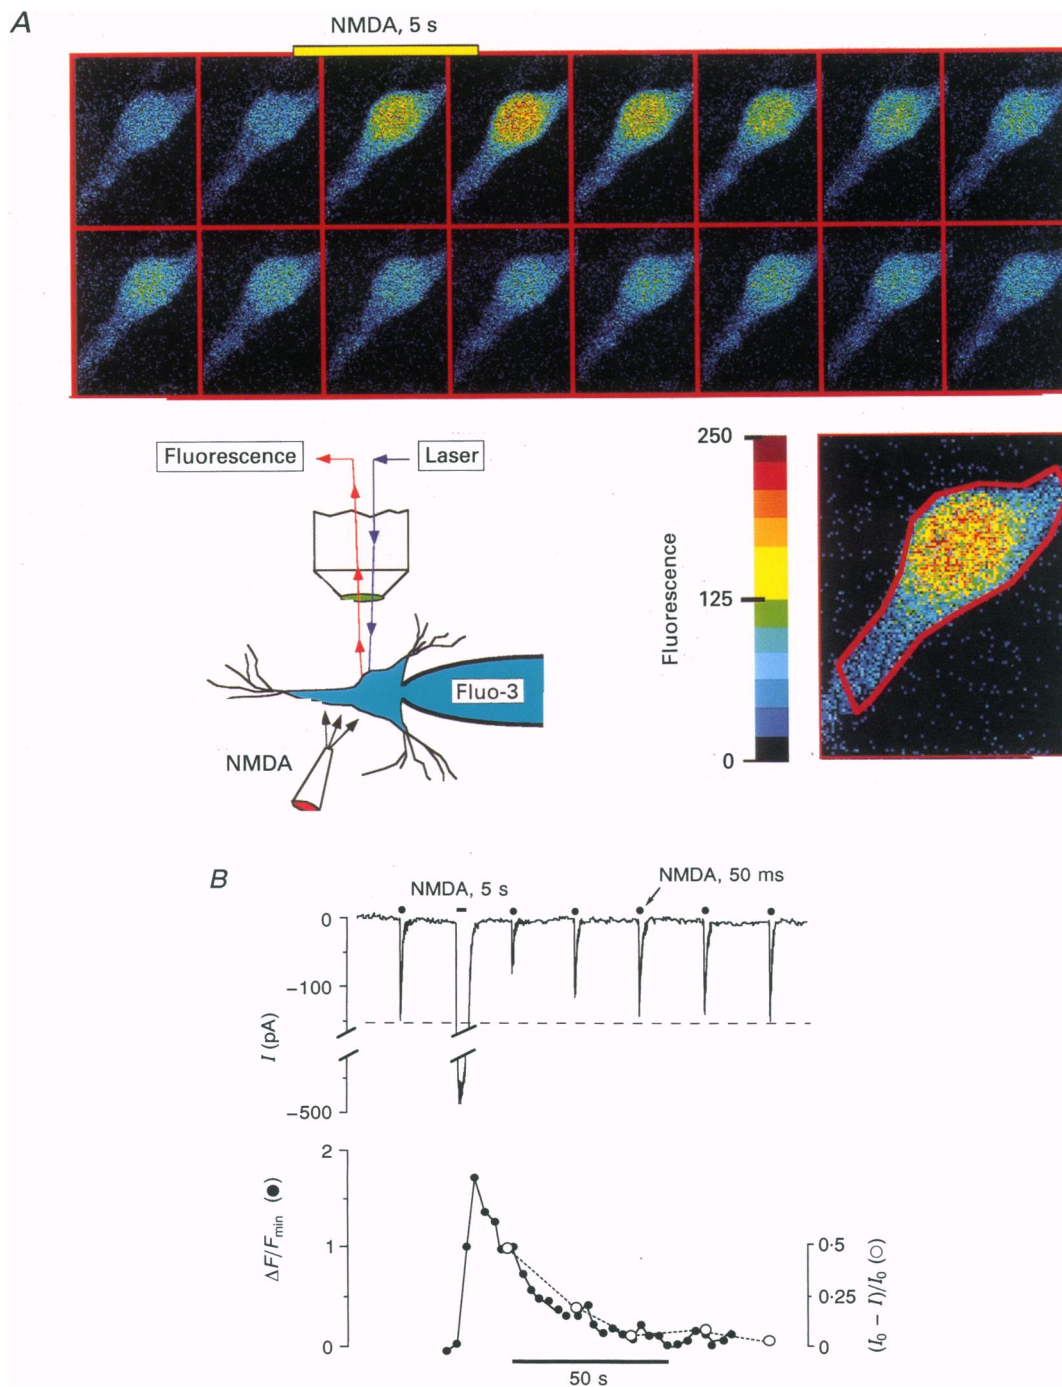 A
NMDA, 5 s
Fluorescence
Laser
Fluo-3
NMDA
250
125
0
Fluorescence
B
NMDA, 5 s
NMDA, 50 ms
0
−100
−500
I (pA)
2
1
0
ΔF/Fmin (●)
0·5
0·25
0
(I0 − I)/I0 (○)
50 s